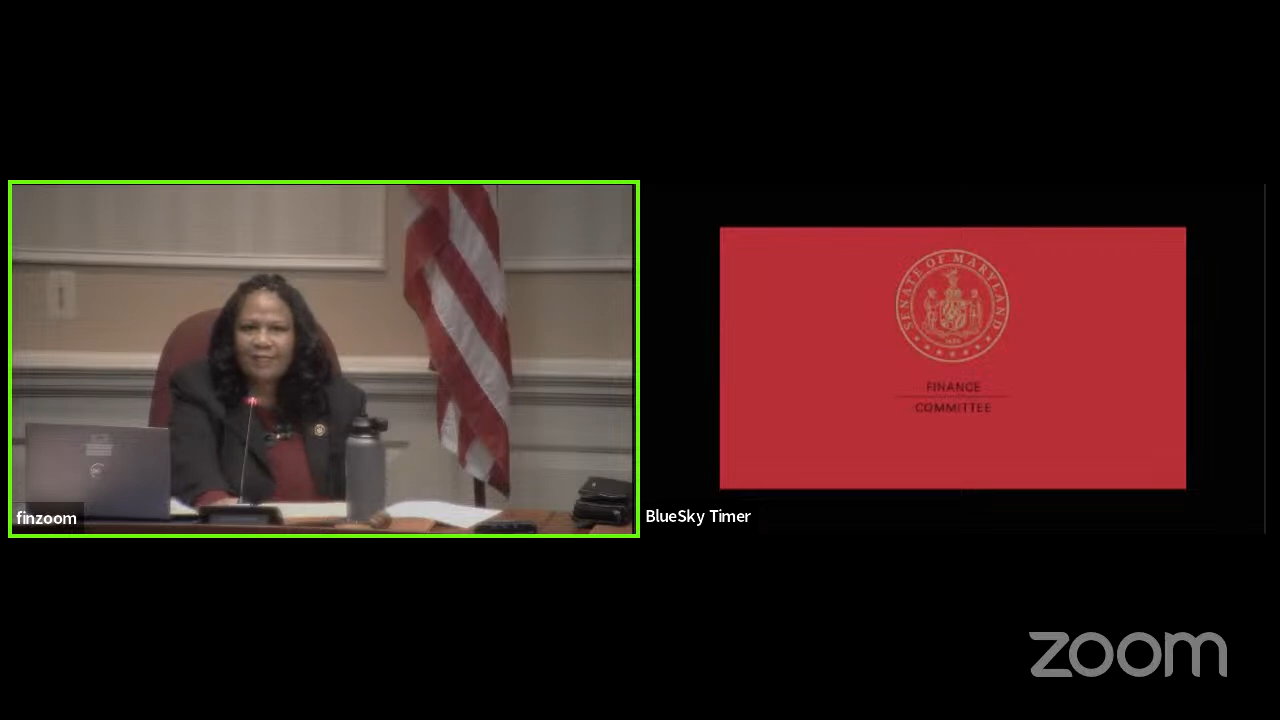 SENATE OF MARYLAND
FINANCE
COMMITTEE
finzoom
BlueSky Timer
zoom